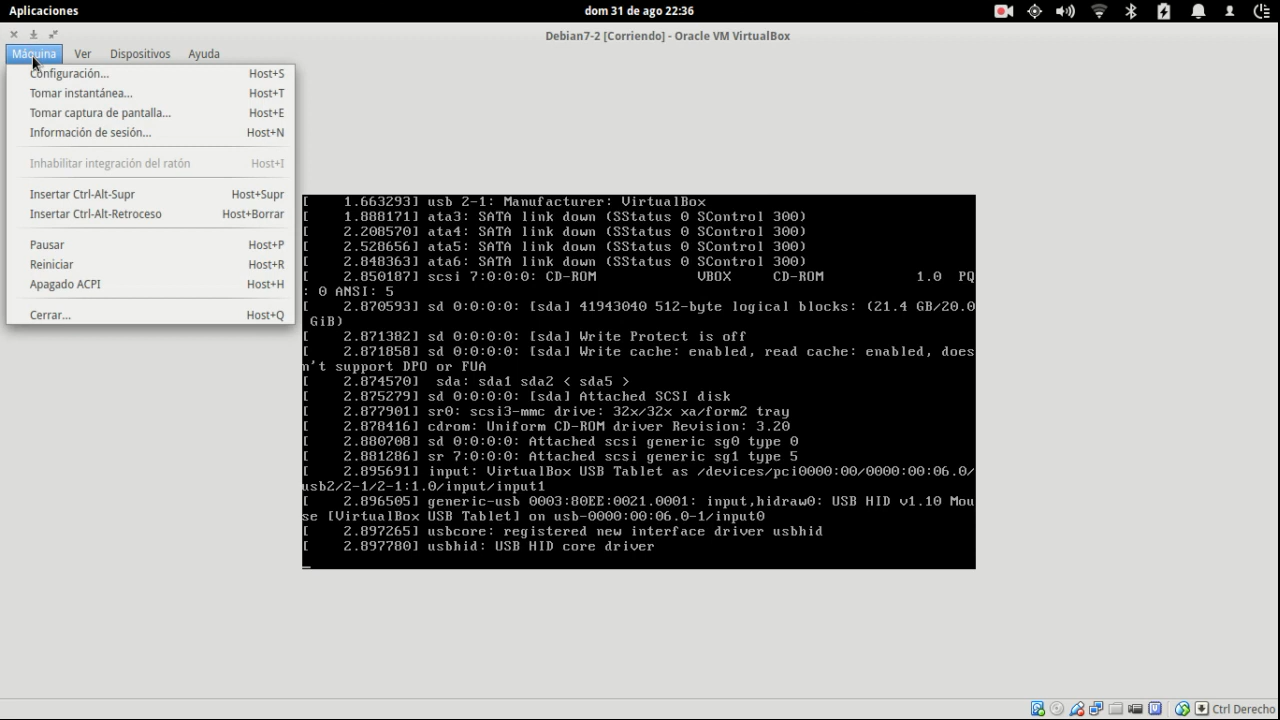 Aplicaciones
dom 31 de ago 22:36
Debian7-2 [Corriendo] - Oracle VM VirtualBox
Máquina Ver Dispositivos Ayuda
Configuración... Host+S
Tomar instantánea... Host+T
Tomar captura de pantalla... Host+E
Información de sesión... Host+N
Inhabilitar integración del ratón Host+I
Insertar Ctrl-Alt-Supr Host+Supr
Insertar Ctrl-Alt-Retroceso Host+Borrar
Pausar Host+P
Reiniciar Host+R
Apagado ACPI Host+H
Cerrar... Host+Q
[    1.663293] usb 2-1: Manufacturer: VirtualBox
[    1.888171] ata3: SATA link down (SStatus 0 SControl 300)
[    2.208570] ata4: SATA link down (SStatus 0 SControl 300)
[    2.528656] ata5: SATA link down (SStatus 0 SControl 300)
[    2.848363] ata6: SATA link down (SStatus 0 SControl 300)
[    2.850187] scsi 7:0:0:0: CD-ROM            VBOX     CD-ROM           1.0  PQ
: 0 ANSI: 5
[    2.870593] sd 0:0:0:0: [sda] 41943040 512-byte logical blocks: (21.4 GB/20.0
 GiB)
[    2.871382] sd 0:0:0:0: [sda] Write Protect is off
[    2.871858] sd 0:0:0:0: [sda] Write cache: enabled, read cache: enabled, does
n't support DPO or FUA
[    2.874570]  sda: sda1 sda2 < sda5 >
[    2.875279] sd 0:0:0:0: [sda] Attached SCSI disk
[    2.877901] sr0: scsi3-mmc drive: 32x/32x xa/form2 tray
[    2.878416] cdrom: Uniform CD-ROM driver Revision: 3.20
[    2.880708] sd 0:0:0:0: Attached scsi generic sg0 type 0
[    2.881286] sr 7:0:0:0: Attached scsi generic sg1 type 5
[    2.895691] input: VirtualBox USB Tablet as /devices/pci0000:00/0000:00:06.0/
usb2/2-1/2-1:1.0/input/input1
[    2.896505] generic-usb 0003:80EE:0021.0001: input,hidraw0: USB HID v1.10 Mou
se [VirtualBox USB Tablet] on usb-0000:00:06.0-1/input0
[    2.897265] usbcore: registered new interface driver usbhid
[    2.897780] usbhid: USB HID core driver
_
Ctrl Derecho